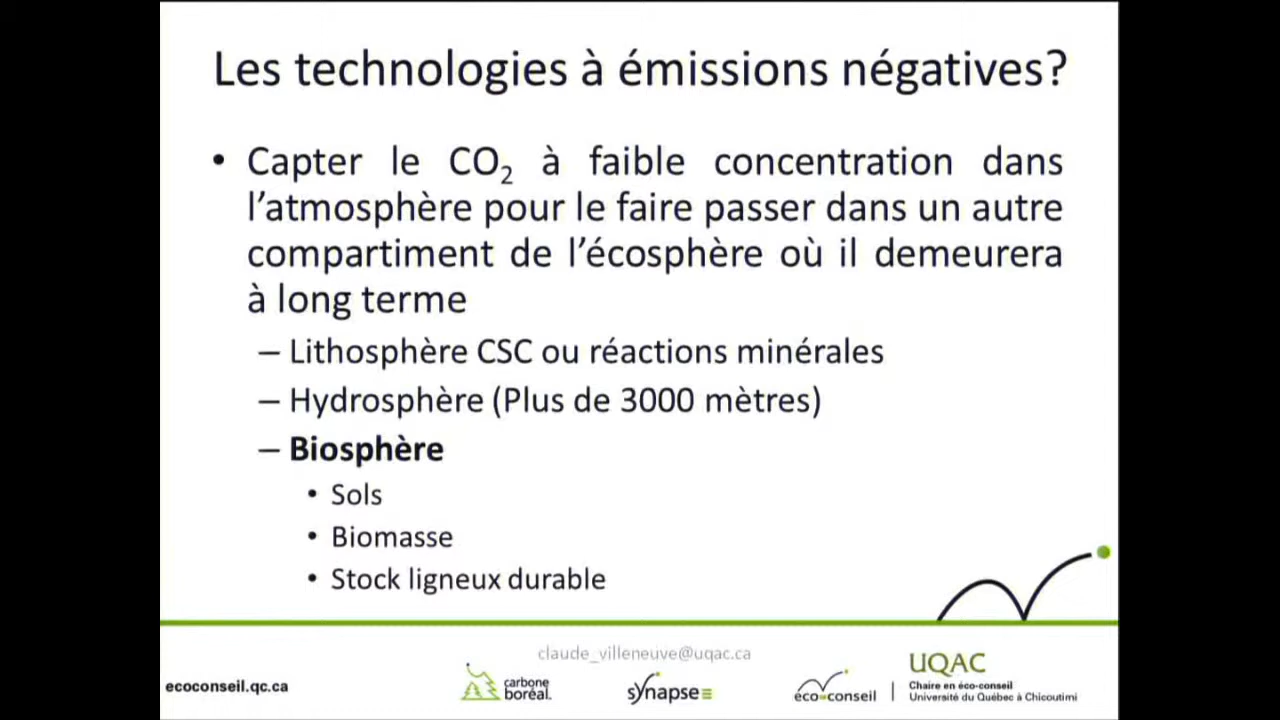 Les technologies à émissions négatives?
• Capter le CO₂ à faible concentration dans
l'atmosphère pour le faire passer dans un autre
compartiment de l'écosphère où il demeurera
à long terme
– Lithosphère CSC ou réactions minérales
– Hydrosphère (Plus de 3000 mètres)
– Biosphère
• Sols
• Biomasse
• Stock ligneux durable
claude_villeneuve@uqac.ca
ecoconseil.qc.ca
carbone
boréal.
synapse
éco-conseil
UQAC
Chaire en éco-conseil
Université du Québec à Chicoutimi